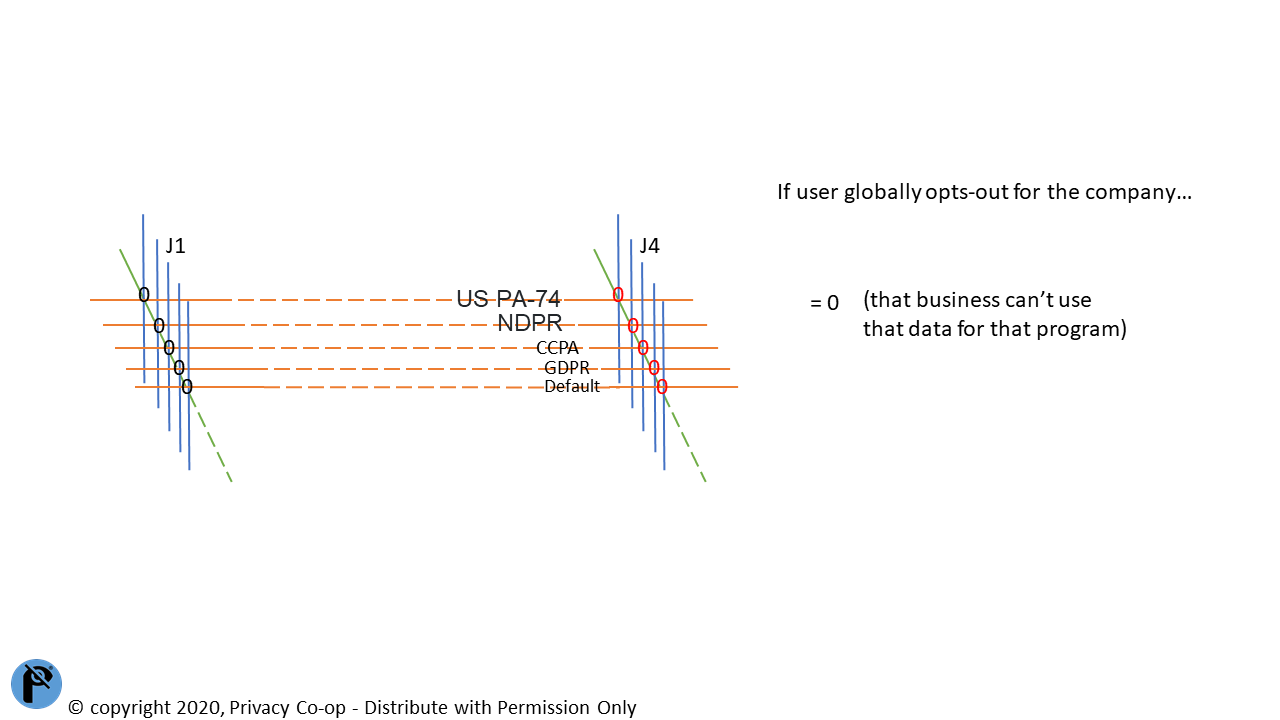 If user globally opts-out for the company…
J1
J4
0
0
US PA-74
= 0
(that business can’t use
that data for that program)
0
NDPR
0
0
CCPA
0
0
GDPR
0
0
Default
0
© copyright 2020, Privacy Co-op - Distribute with Permission Only